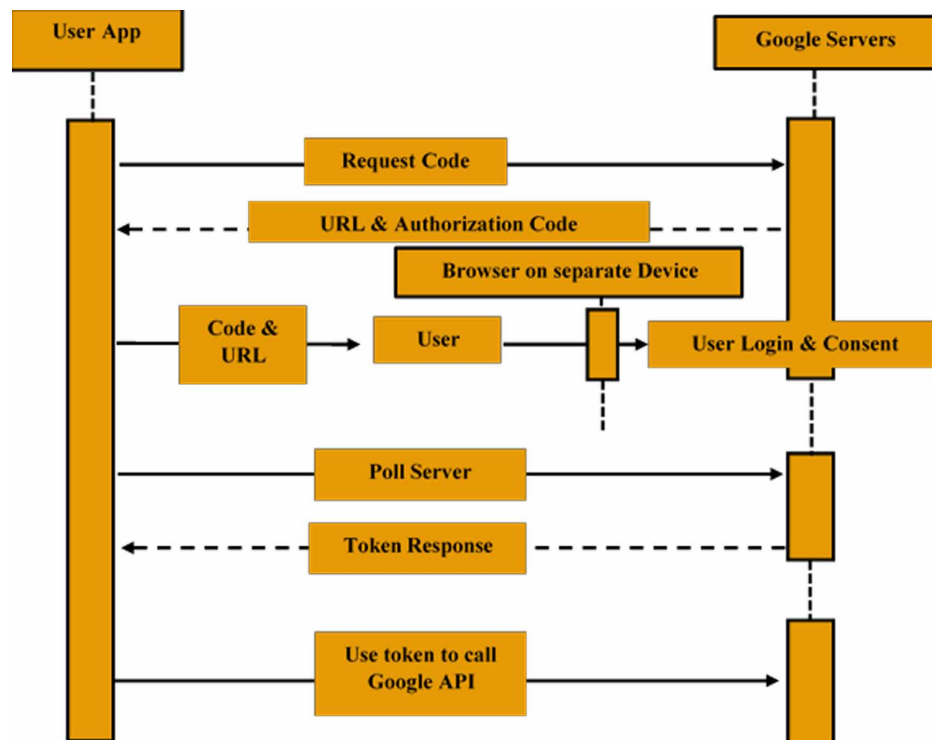 User App
Google Servers
Request Code
URL & Authorization Code
Browser on separate Device
Code &
URL
User
User Login & Consent
Poll Server
Token Response
Use token to call
Google API